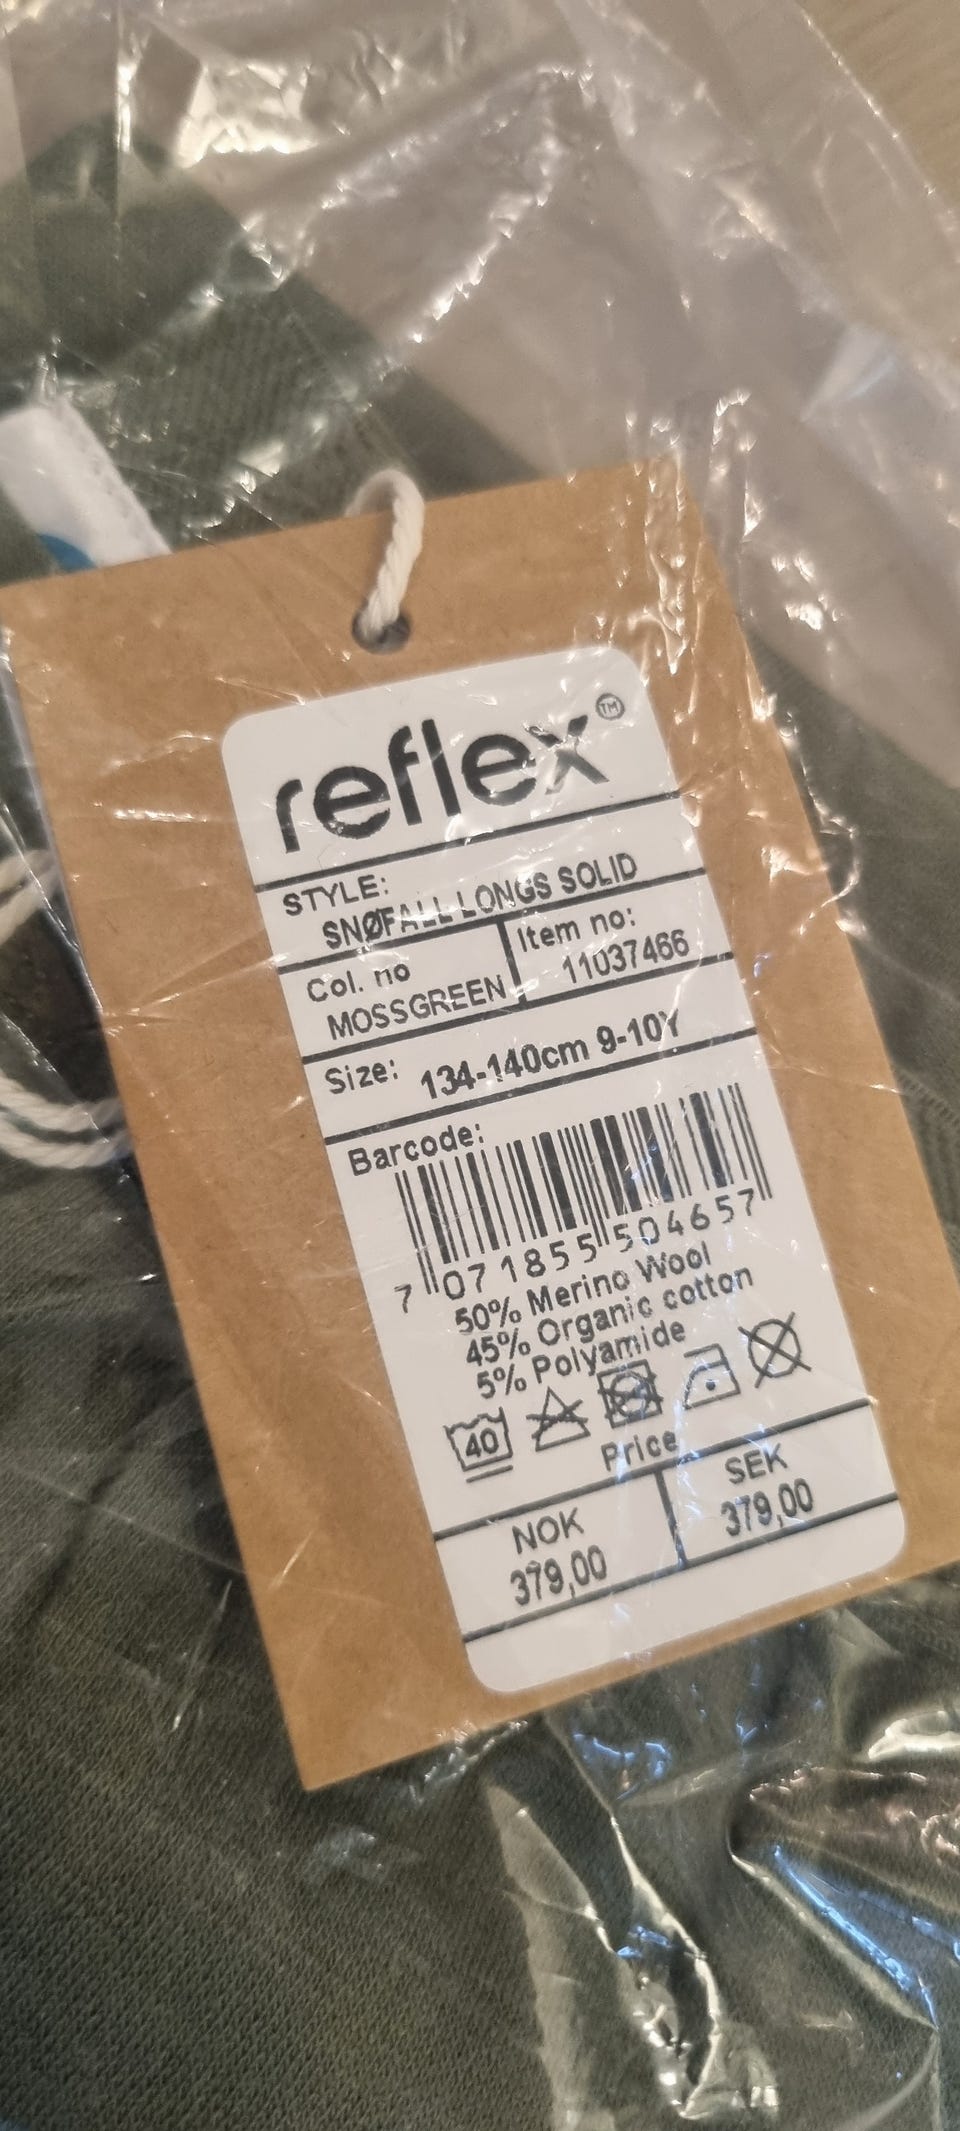 reflex™
STYLE:
SNØFALL LONGS SOLID
Col. no
MOSSGREEN
Item no:
11037466
Size: 134-140cm 9-10Y
Barcode:
7 071855 504657
50% Merino Wool
45% Organic cotton
5% Polyamide
40
Price
NOK
379,00
SEK
379,00